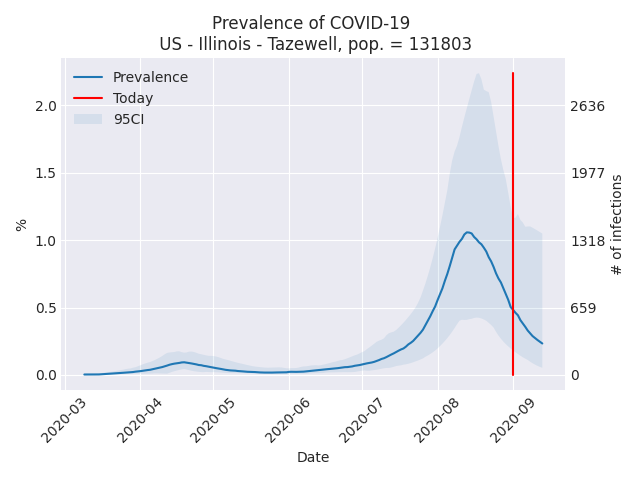 Prevalence of COVID-19
US - Illinois - Tazewell, pop. = 131803
Prevalence
Today
95CI
%
2.0
1.5
1.0
0.5
0.0
2636
1977
1318
659
0
# of infections
2020-03
2020-04
2020-05
2020-06
2020-07
2020-08
2020-09
Date